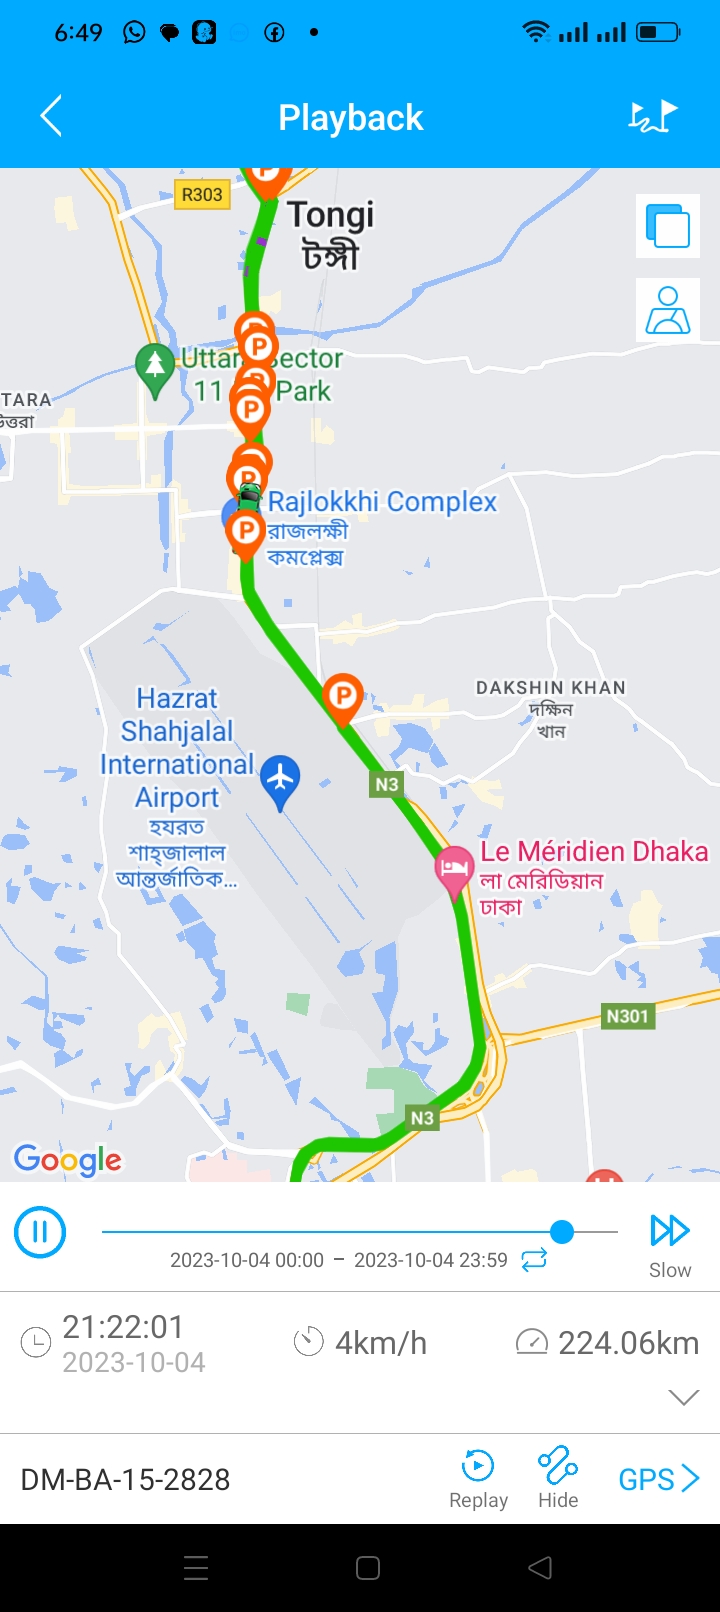 6:49
Playback
R303
Tongi
টঙ্গী
Uttara Sector
11 Park
TARA
উত্তরা
Rajlokkhi Complex
রাজলক্ষী
কমপ্লেক্স
DAKSHIN KHAN
দক্ষিন
খান
Hazrat
Shahjalal
International
Airport
হযরত
শাহ্জালাল
আন্তর্জাতিক...
N3
Le Méridien Dhaka
লা মেরিডিয়ান
ঢাকা
N301
N3
Google
2023-10-04 00:00 – 2023-10-04 23:59
Slow
21:22:01
2023-10-04
4km/h
224.06km
DM-BA-15-2828
Replay
Hide
GPS